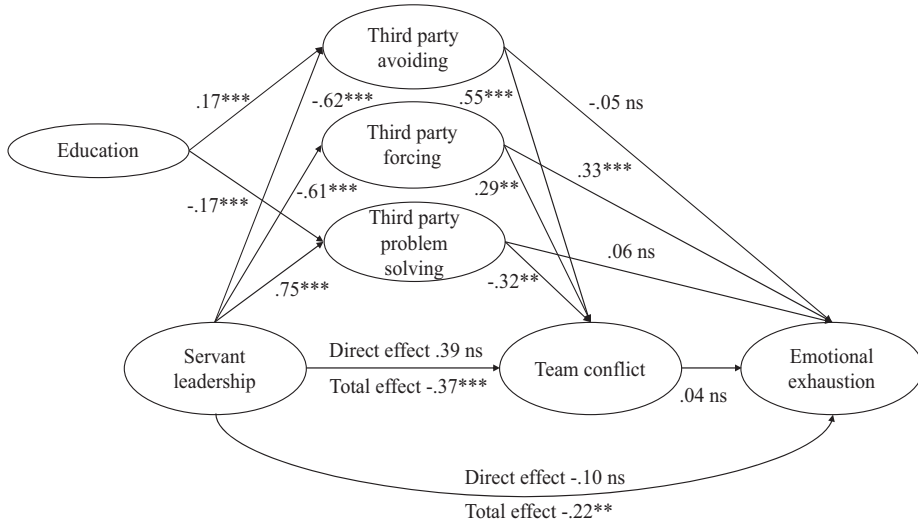 Third party
avoiding
.17***
-.62***
.55***
-.05 ns
Education
Third party
forcing
.33***
-.17***
-.61***
.29**
Third party
problem
solving
.06 ns
.75***
-.32**
Servant
leadership
Direct effect .39 ns
Total effect -.37***
Team conflict
.04 ns
Emotional
exhaustion
Direct effect -.10 ns
Total effect -.22**